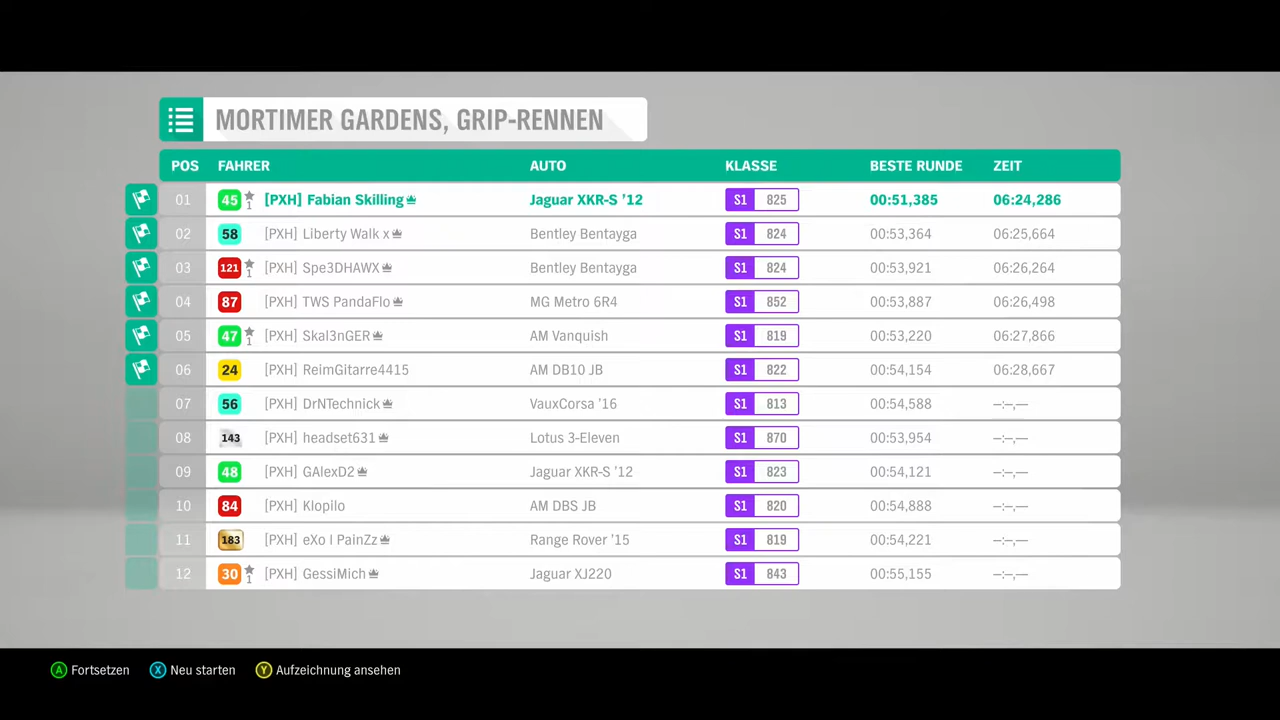 MORTIMER GARDENS, GRIP-RENNEN
POS FAHRER AUTO KLASSE BESTE RUNDE ZEIT
01 45 1 [PXH] Fabian Skilling Jaguar XKR-S '12 S1 825 00:51,385 06:24,286
02 58 [PXH] Liberty Walk x Bentley Bentayga S1 824 00:53,364 06:25,664
03 121 1 [PXH] Spe3DHAWX Bentley Bentayga S1 824 00:53,921 06:26,264
04 87 [PXH] TWS PandaFlo MG Metro 6R4 S1 852 00:53,887 06:26,498
05 47 1 [PXH] Skal3nGER AM Vanquish S1 819 00:53,220 06:27,866
06 24 [PXH] ReimGitarre4415 AM DB10 JB S1 822 00:54,154 06:28,667
07 56 [PXH] DrNTechnick VauxCorsa '16 S1 813 00:54,588 –:–,––
08 143 [PXH] headset631 Lotus 3-Eleven S1 870 00:53,954 –:–,––
09 48 [PXH] GAlexD2 Jaguar XKR-S '12 S1 823 00:54,121 –:–,––
10 84 [PXH] Klopilo AM DBS JB S1 820 00:54,888 –:–,––
11 183 [PXH] eXo I PainZz Range Rover '15 S1 819 00:54,221 –:–,––
12 30 1 [PXH] GessiMich Jaguar XJ220 S1 843 00:55,155 –:–,––
A Fortsetzen X Neu starten Y Aufzeichnung ansehen